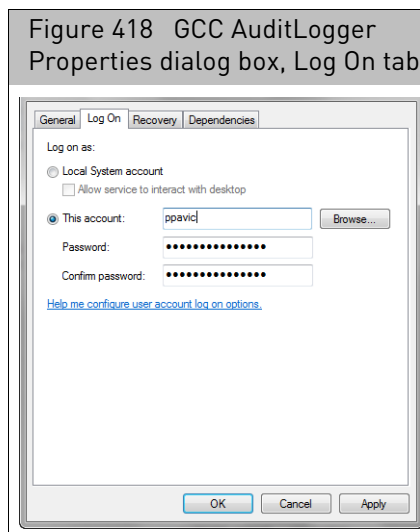 Figure 418 GCC AuditLogger
Properties dialog box, Log On tab
General Log On Recovery Dependencies
Log on as:
Local System account
Allow service to interact with desktop
This account: ppavic Browse...
Password: •••••••••••••••
Confirm password: •••••••••••••••
Help me configure user account log on options.
OK Cancel Apply